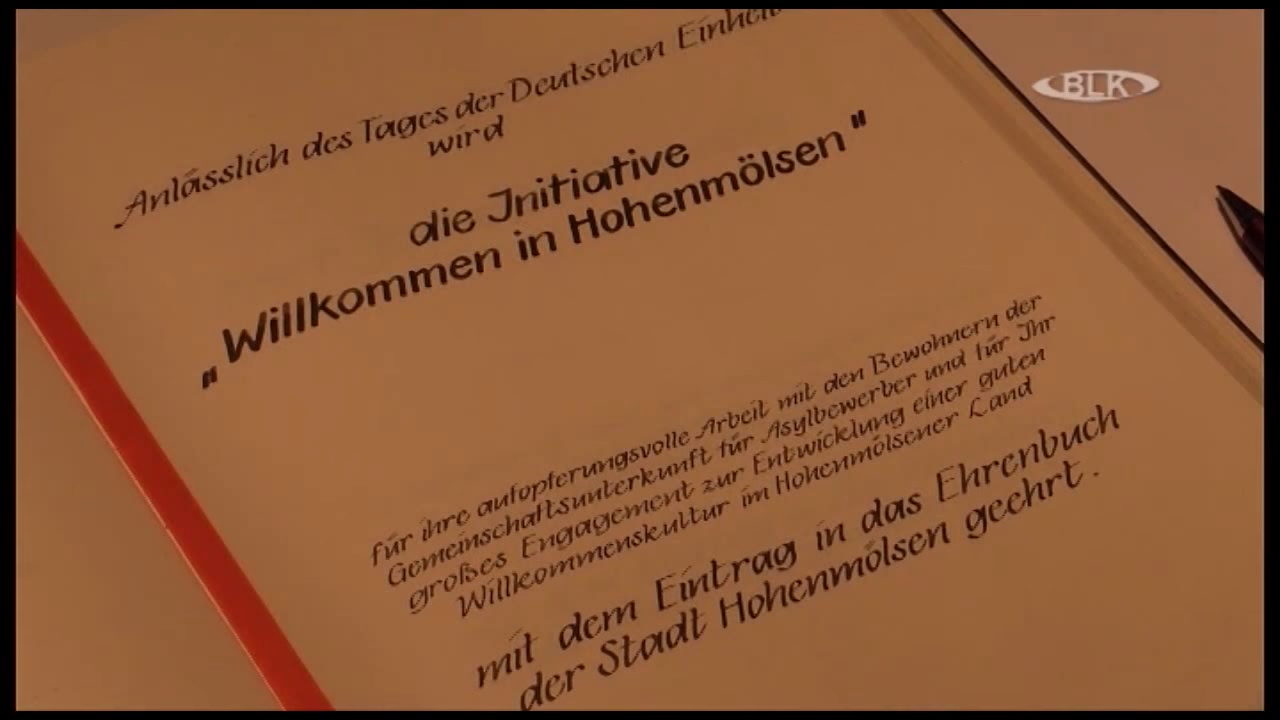 Anlässlich des Tages der Deutschen Einheit
wird
die Initiative
„Willkommen in Hohenmölsen"
für ihre aufopferungsvolle Arbeit mit den Bewohnern der
Gemeinschaftsunterkunft für Asylbewerber und für Ihr
großes Engagement zur Entwicklung einer guten
Willkommenskultur im Hohenmölsener Land
mit dem Eintrag in das Ehrenbuch
der Stadt Hohenmölsen geehrt.
BLK